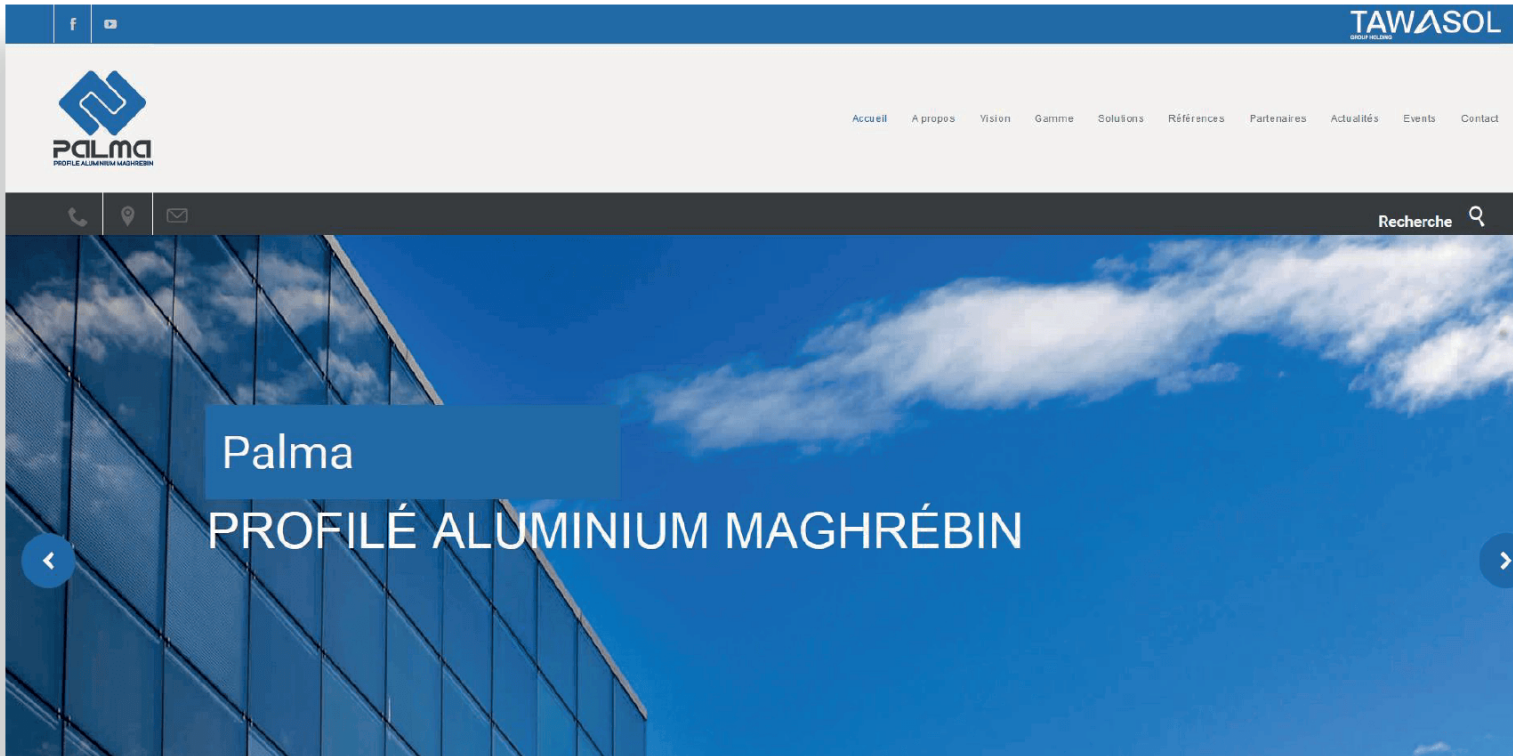 TAWASOL
GROUP HOLDING
PALMA
PROFILE ALUMINIUM MAGHREBIN
Accueil A propos Vision Gamme Solutions Références Partenaires Actualités Events Contact
Recherche
Palma
PROFILÉ ALUMINIUM MAGHRÉBIN